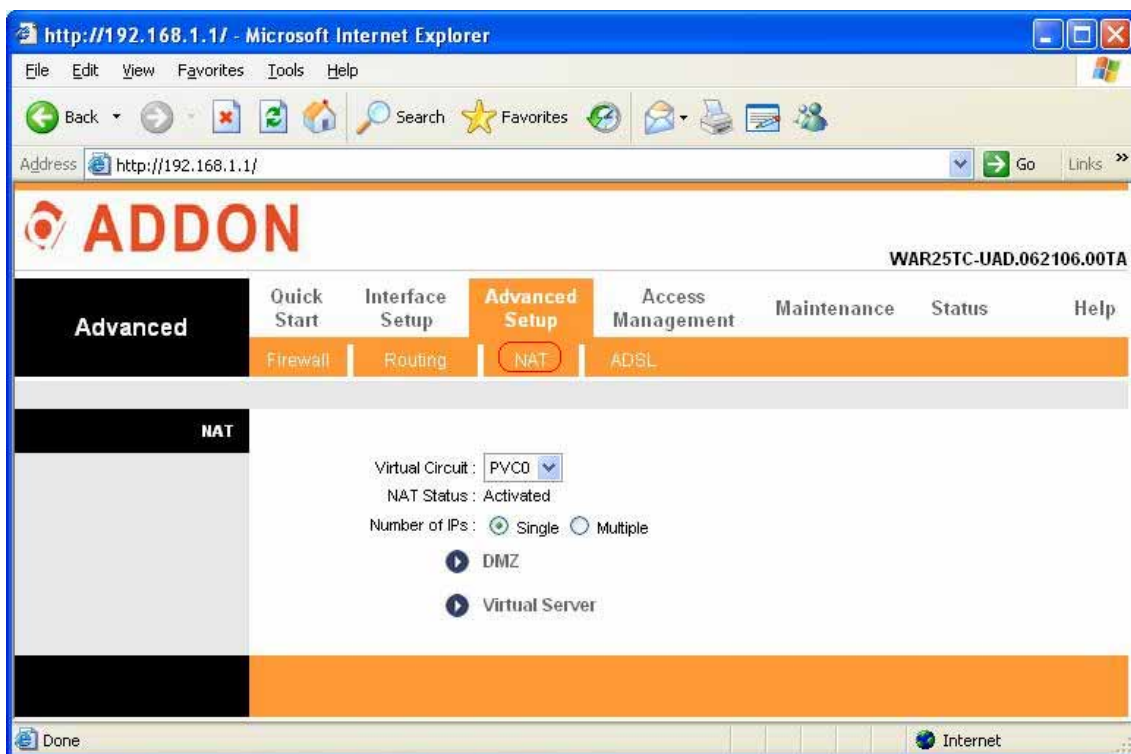 http://192.168.1.1/ - Microsoft Internet Explorer
File Edit View Favorites Tools Help
Back Search Favorites
Address http://192.168.1.1/ Go Links »
ADDON
WAR25TC-UAD.062106.00TA
Advanced
Quick Start
Interface Setup
Advanced Setup
Access Management
Maintenance
Status
Help
Firewall Routing NAT ADSL
NAT
Virtual Circuit : PVC0
NAT Status : Activated
Number of IPs : Single Multiple
DMZ
Virtual Server
Done Internet